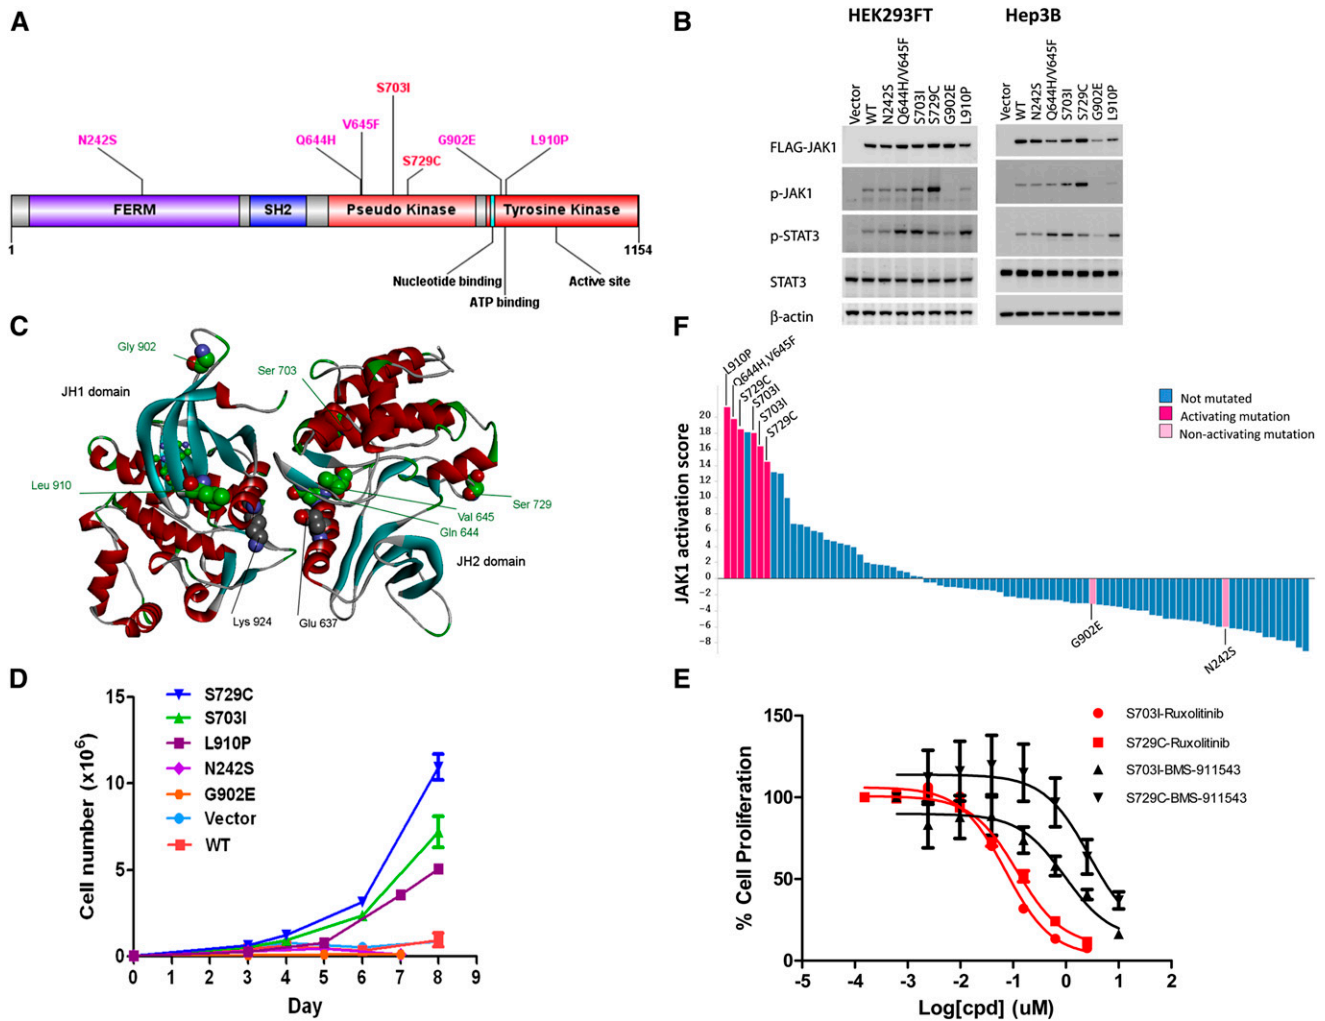 A
S703I
V645F
N242S
Q644H
G902E
L910P
S729C
FERM
SH2
Pseudo Kinase
Tyrosine Kinase
1
1154
Nucleotide binding
Active site
ATP binding
B
HEK293FT
Hep3B
Vector
WT
N242S
Q644H/V645F
S703I
S729C
G902E
L910P
Vector
WT
N242S
Q644H/V645F
S703I
S729C
G902E
L910P
FLAG-JAK1
p-JAK1
p-STAT3
STAT3
β-actin
C
Gly 902
Ser 703
JH1 domain
Leu 910
Ser 729
Val 645
Gln 644
JH2 domain
Lys 924
Glu 637
F
L910P
Q644H,V645F
S729C
S703I
S703I
S729C
Not mutated
Activating mutation
Non-activating mutation
JAK1 activation score
20
18
16
14
12
10
8
6
4
2
0
−2
−4
−6
−8
G902E
N242S
D
S729C
S703I
L910P
N242S
G902E
Vector
WT
Cell number (x10⁶)
15
10
5
0
0 1 2 3 4 5 6 7 8 9
Day
E
S703I-Ruxolitinib
S729C-Ruxolitinib
S703I-BMS-911543
S729C-BMS-911543
% Cell Proliferation
150
100
50
0
-5 -4 -3 -2 -1 0 1 2
Log[cpd] (uM)